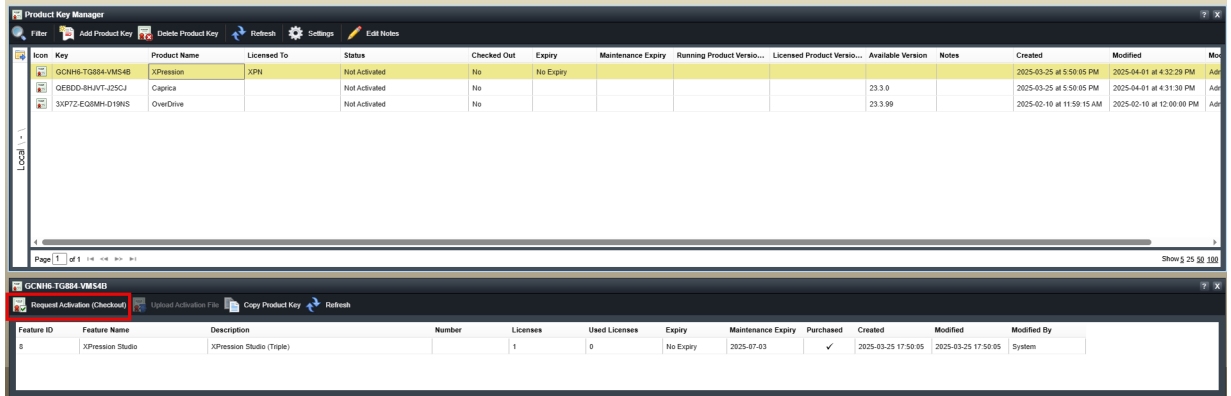 Product Key Manager ? X
Filter Add Product Key Delete Product Key Refresh Settings Edit Notes
Icon Key Product Name Licensed To Status Checked Out Expiry Maintenance Expiry Running Product Versio... Licensed Product Versio... Available Version Notes Created Modified Moc
GCNH6-TG884-VMS4B XPression XPN Not Activated No No Expiry 2025-03-25 at 5:50:05 PM 2025-04-01 at 4:32:29 PM Adr
QEBDD-8HJVT-J25CJ Caprica Not Activated No 23.3.0 2025-03-25 at 5:50:05 PM 2025-04-01 at 4:31:30 PM Adr
3XP7Z-EQ8MH-D19NS OverDrive Not Activated No 23.3.99 2025-02-10 at 11:59:15 AM 2025-02-10 at 12:00:00 PM Adr
Local
Page 1 of 1 Show 5 25 50 100
GCNH6-TG884-VMS4B ? X
Request Activation (Checkout) Upload Activation File Copy Product Key Refresh
Feature ID Feature Name Description Number Licenses Used Licenses Expiry Maintenance Expiry Purchased Created Modified Modified By
8 XPression Studio XPression Studio (Triple) 1 0 No Expiry 2025-07-03 ✓ 2025-03-25 17:50:05 2025-03-25 17:50:05 System